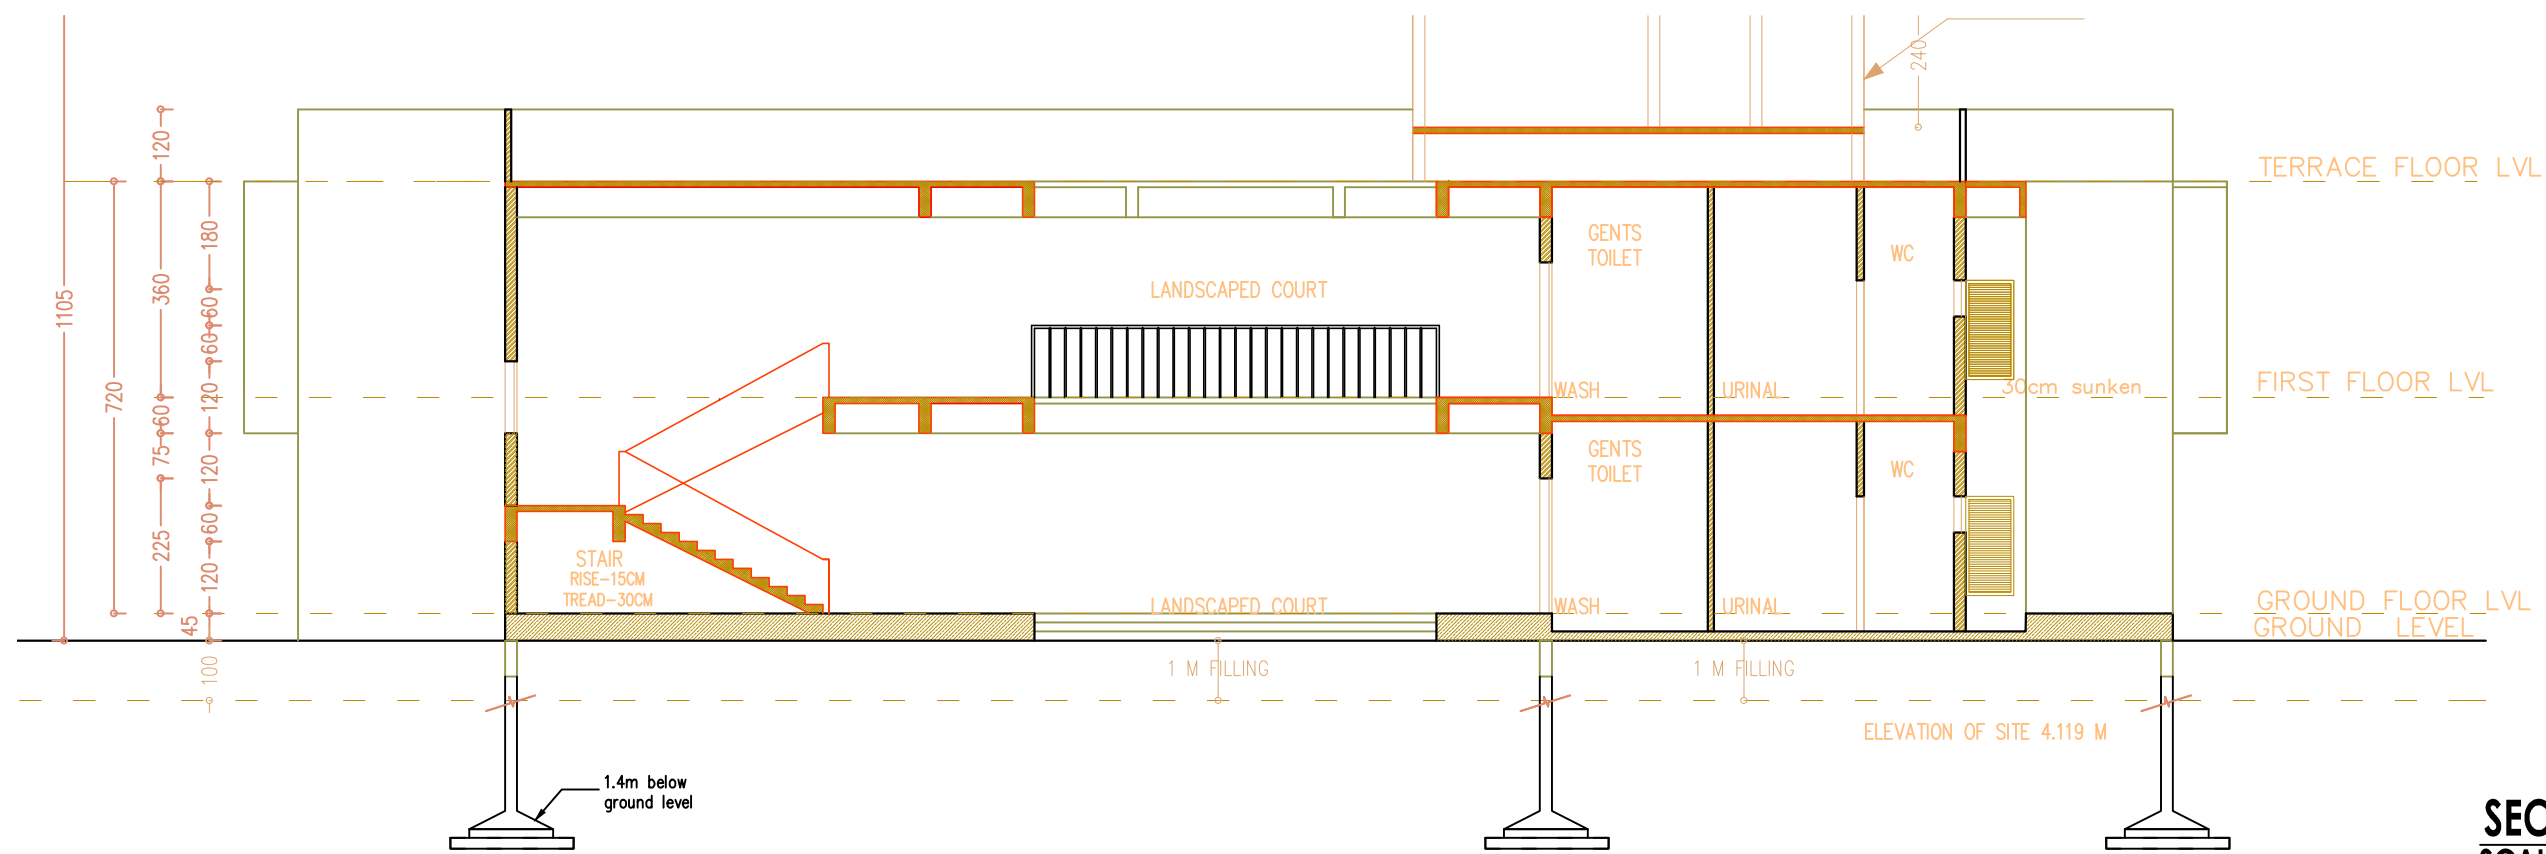 240
120
TERRACE FLOOR LVL
180
GENTS
TOILET
WC
360
60
LANDSCAPED COURT
1105
60
720
120
60
WASH
URINAL
30cm sunken
FIRST FLOOR LVL
75
120
GENTS
TOILET
WC
225
60
STAIR
RISE-15CM
TREAD-30CM
120
LANDSCAPED COURT
WASH
URINAL
GROUND FLOOR LVL
45
GROUND LEVEL
100
1 M FILLING
1 M FILLING
ELEVATION OF SITE 4.119 M
1.4m below
ground level
SEC